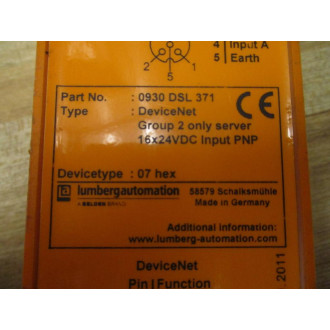 4 Input A
2 1 5 Earth
5
Part No. : 0930 DSL 371
Type : DeviceNet
Group 2 only server
16x24VDC Input PNP
Devicetype : 07 hex
lumbergautomation
A BELDEN BRAND
58579 Schalksmühle
Made in Germany
Additional information:
www.lumberg-automation.com
2011
DeviceNet
Pin | Function